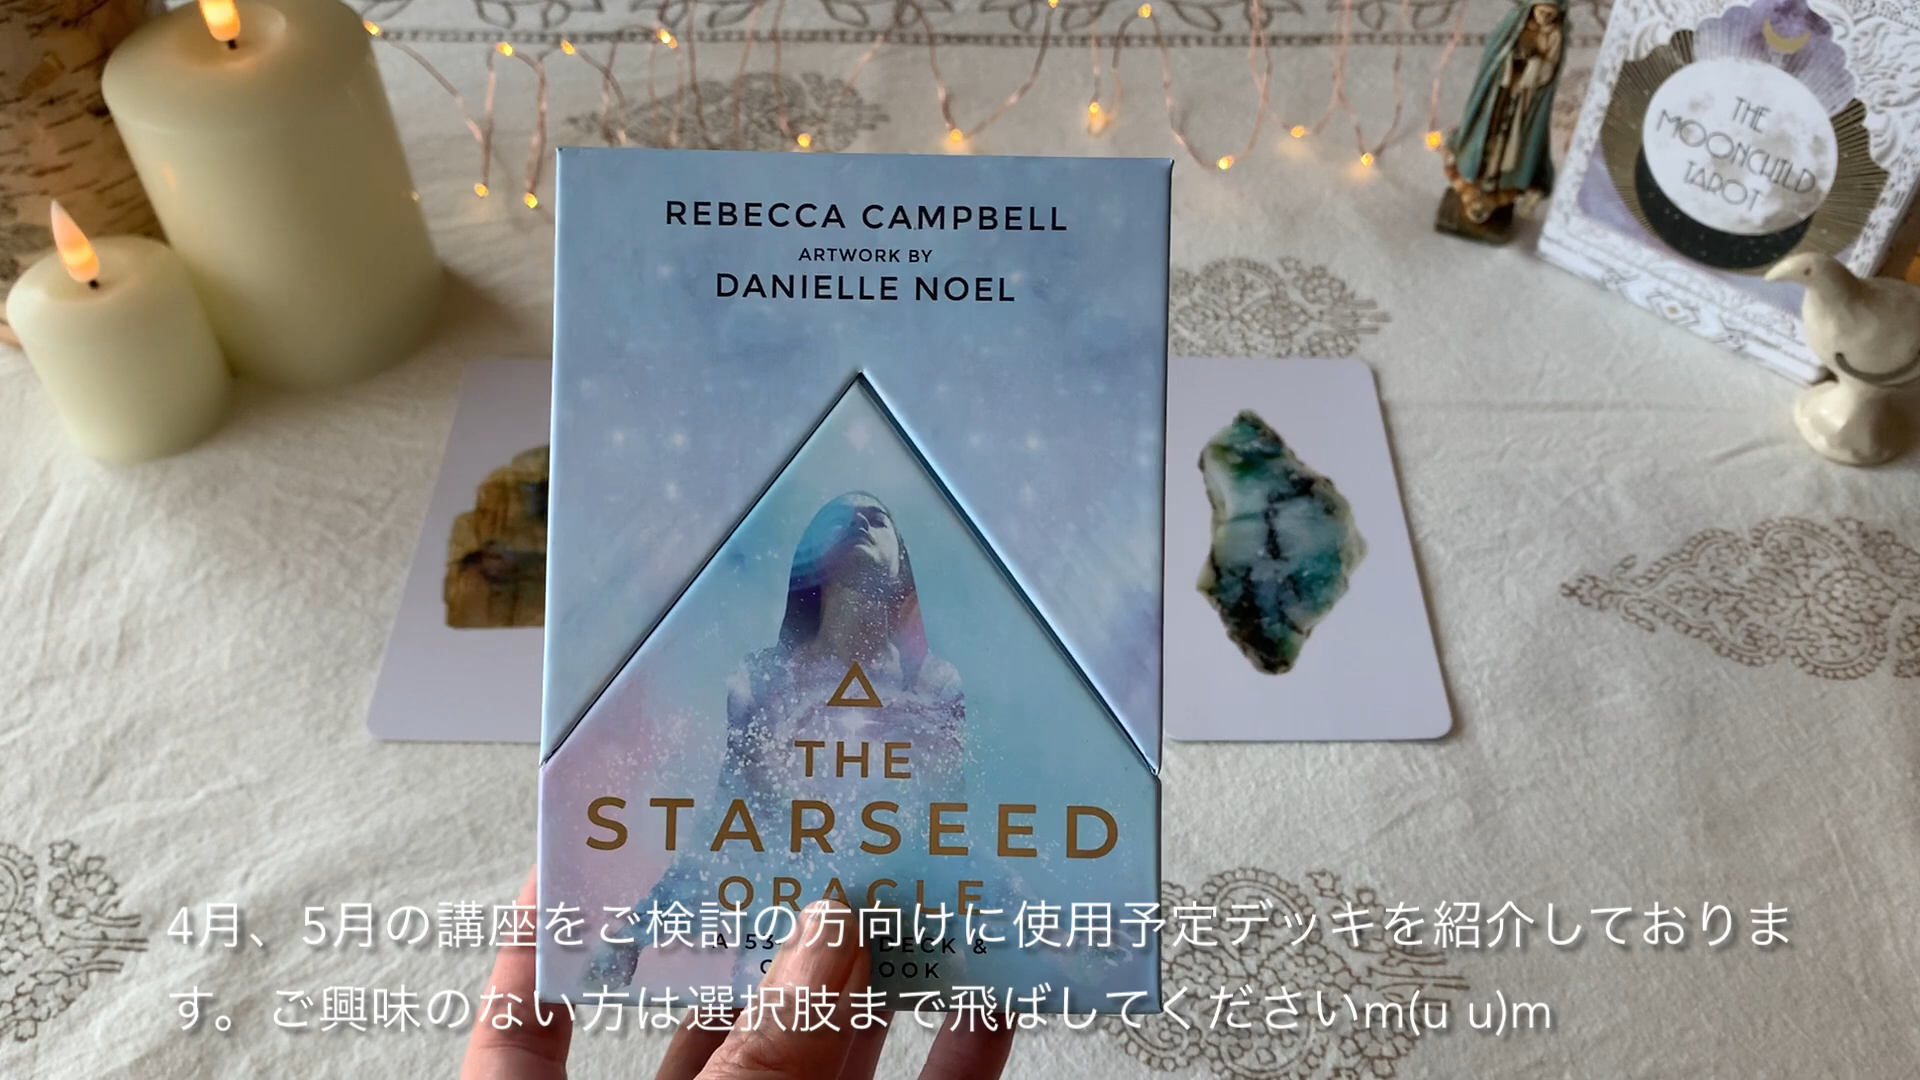 REBECCA CAMPBELL
ARTWORK BY
DANIELLE NOEL
THE
MOONCHILD
TAROT
THE
STARSEED
ORACLE
DECK &
4月、5月の講座をご検討の方向けに使用予定デッキを紹介しておりま
す。ご興味のない方は選択肢まで飛ばしてくださいm(u u)m